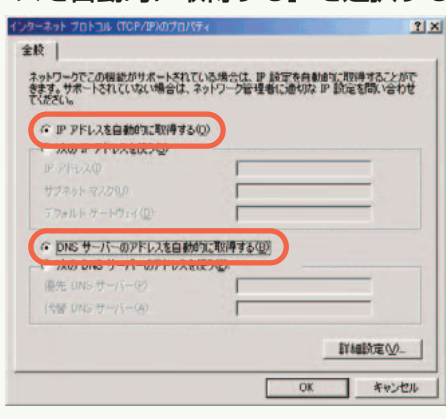 スを自動的に取得する」を選択する
インターネット プロトコル (TCP/IP)のプロパティ
? ×
全般
ネットワークでこの機能がサポートされている場合は、IP 設定を自動的に取得することがで
きます。サポートされていない場合は、ネットワーク管理者に適切な IP 設定を問い合わせ
てください。
IP アドレスを自動的に取得する(O)
次の IP アドレスを使う(S)
IP アドレス(I)
サブネット マスク(U)
デフォルト ゲートウェイ(D)
DNS サーバーのアドレスを自動的に取得する(B)
次の DNS サーバーのアドレスを使う(E)
優先 DNS サーバー(P)
代替 DNS サーバー(A)
詳細設定(V)...
OK
キャンセル